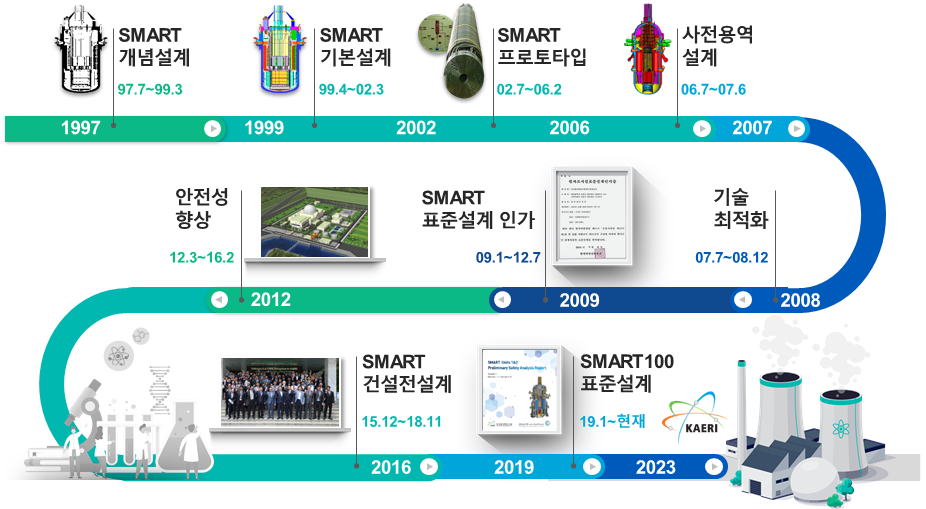 SMART
개념설계
97.7~99.3
SMART
기본설계
99.4~02.3
SMART
프로토타입
02.7~06.2
사전용역
설계
06.7~07.6
1997
1999
2002
2006
2007
안전성
향상
12.3~16.2
SMART
표준설계 인가
09.1~12.7
기술
최적화
07.7~08.12
2012
2009
2008
SMART
건설전설계
15.12~18.11
SMART Units 1&2
Preliminary Safety Analysis Report
SMART100
표준설계
19.1~현재
KAERI
2016
2019
2023